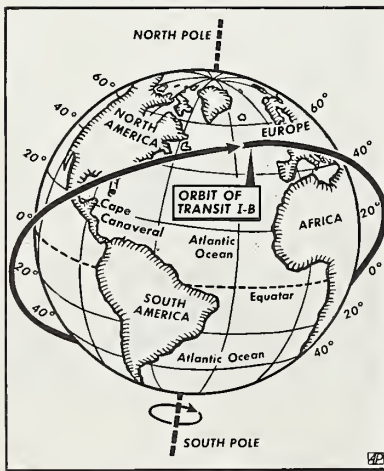 NORTH POLE
60°
60°
40°
NORTH
AMERICA
EUROPE
40°
20°
ORBIT OF
TRANSIT I-B
20°
Cape
Canaveral
AFRICA
0°
Atlantic
Ocean
20°
Equatar
0°
SOUTH
AMERICA
20°
40°
Atlantic Ocean
40°
SOUTH POLE
AP